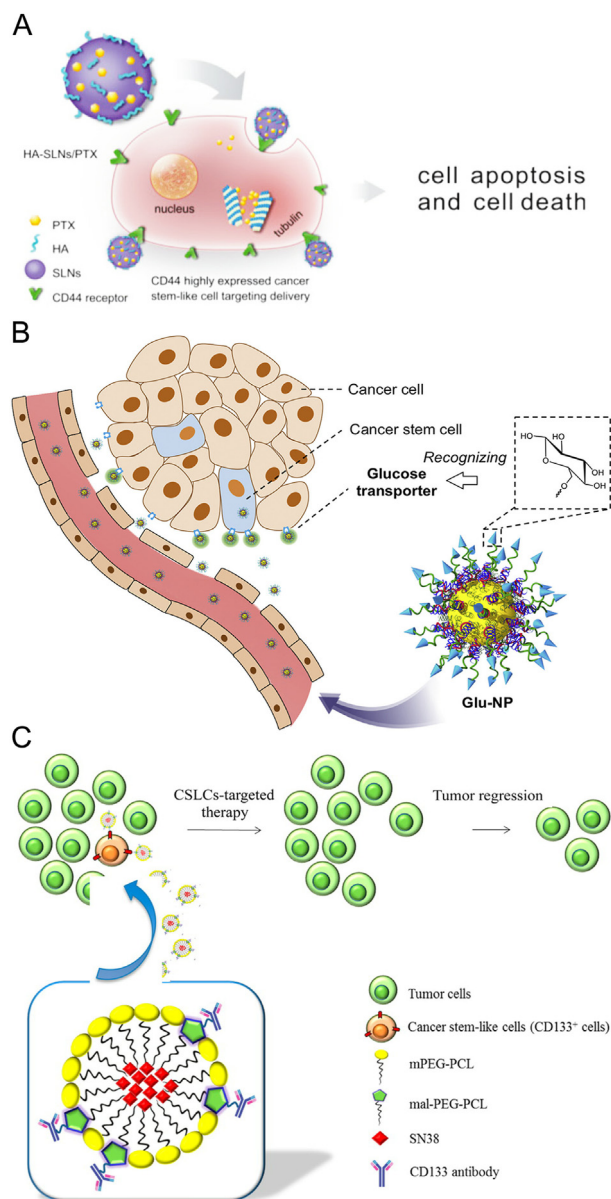 A
HA-SLNs/PTX
nucleus
tubulin
PTX
HA
SLNs
CD44 receptor
CD44 highly expressed cancer
stem-like cell targeting delivery
cell apoptosis
and cell death
B
Cancer cell
Cancer stem cell
Glucose
transporter
Recognizing
HO
HO
HO
O
OH
O
Glu-NP
C
CSLCs-targeted
therapy
Tumor regression
Tumor cells
Cancer stem-like cells (CD133⁺ cells)
mPEG-PCL
mal-PEG-PCL
SN38
CD133 antibody